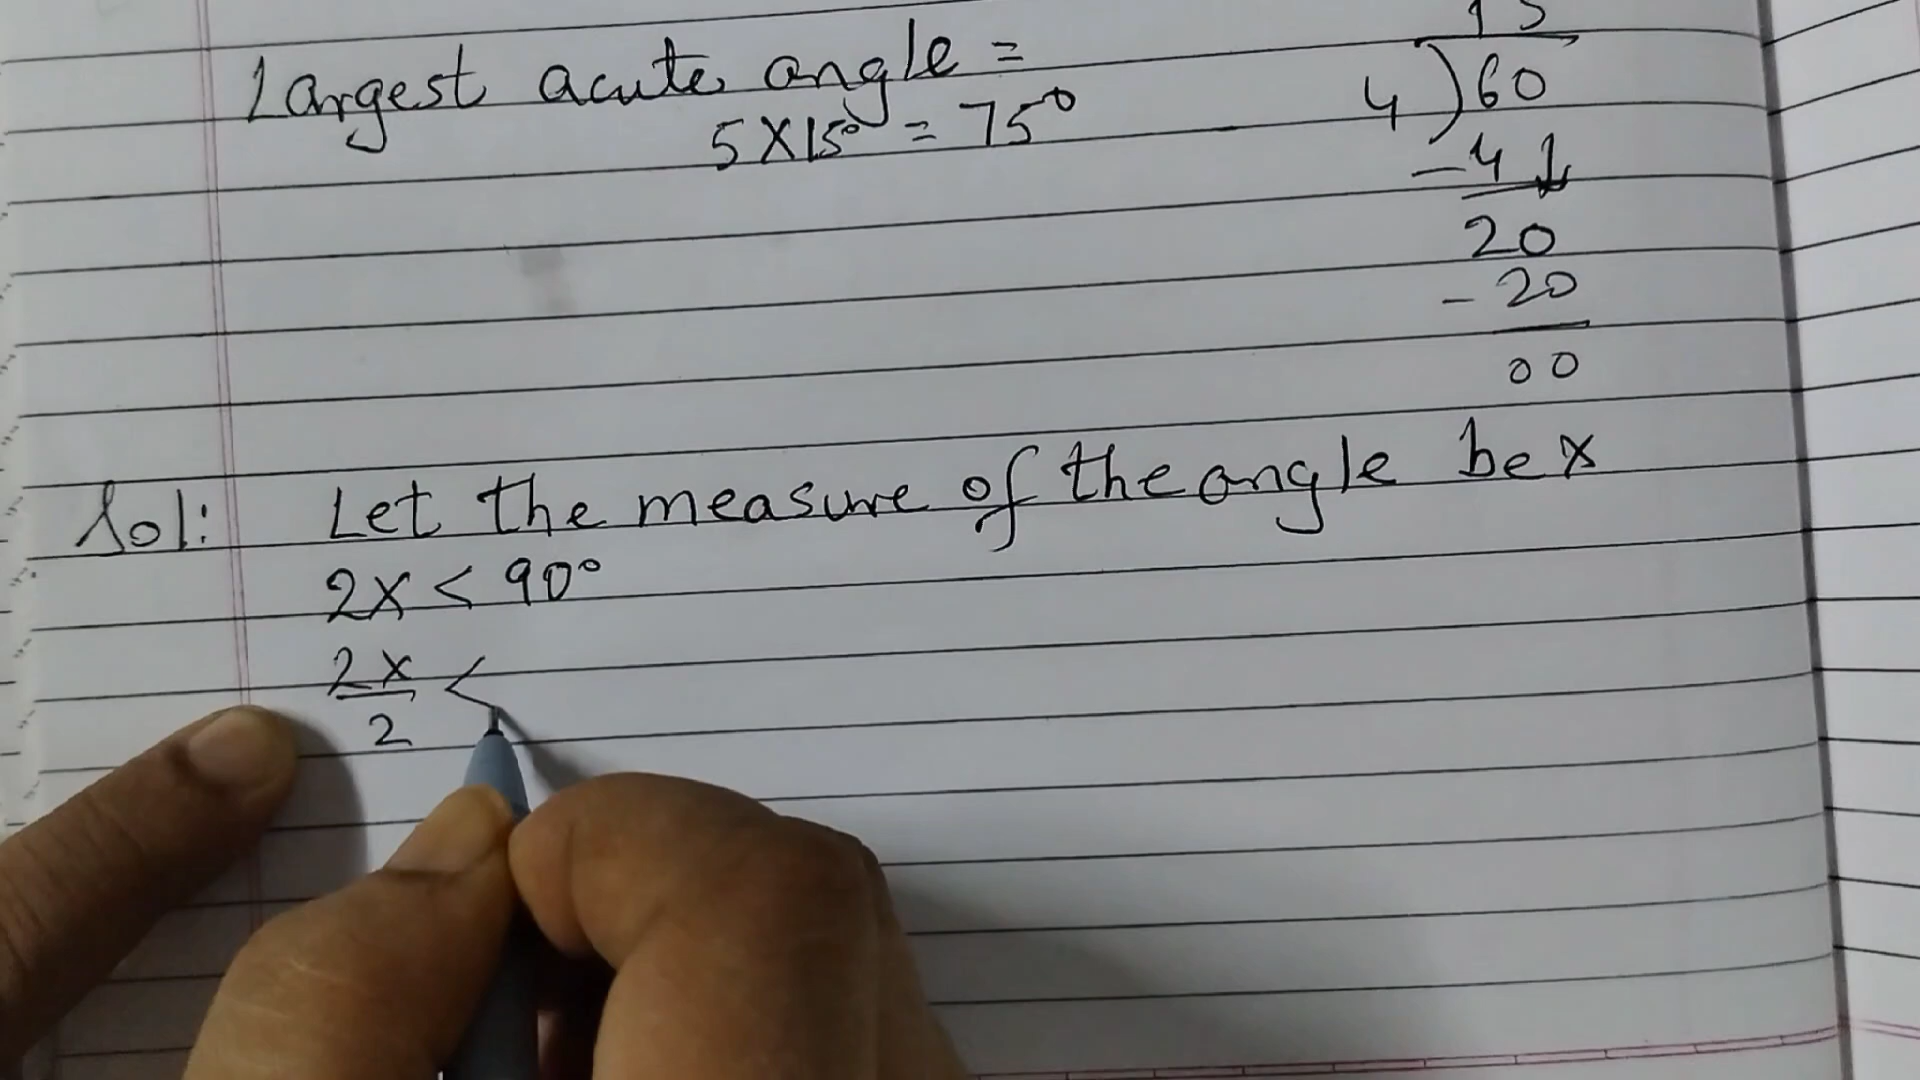 Largest acute angle =
5 X 15° = 75°
15
4 ) 60
- 4 ↓
20
- 20
00
Sol: Let the measure of the angle be x
2x < 90°
2x <
2